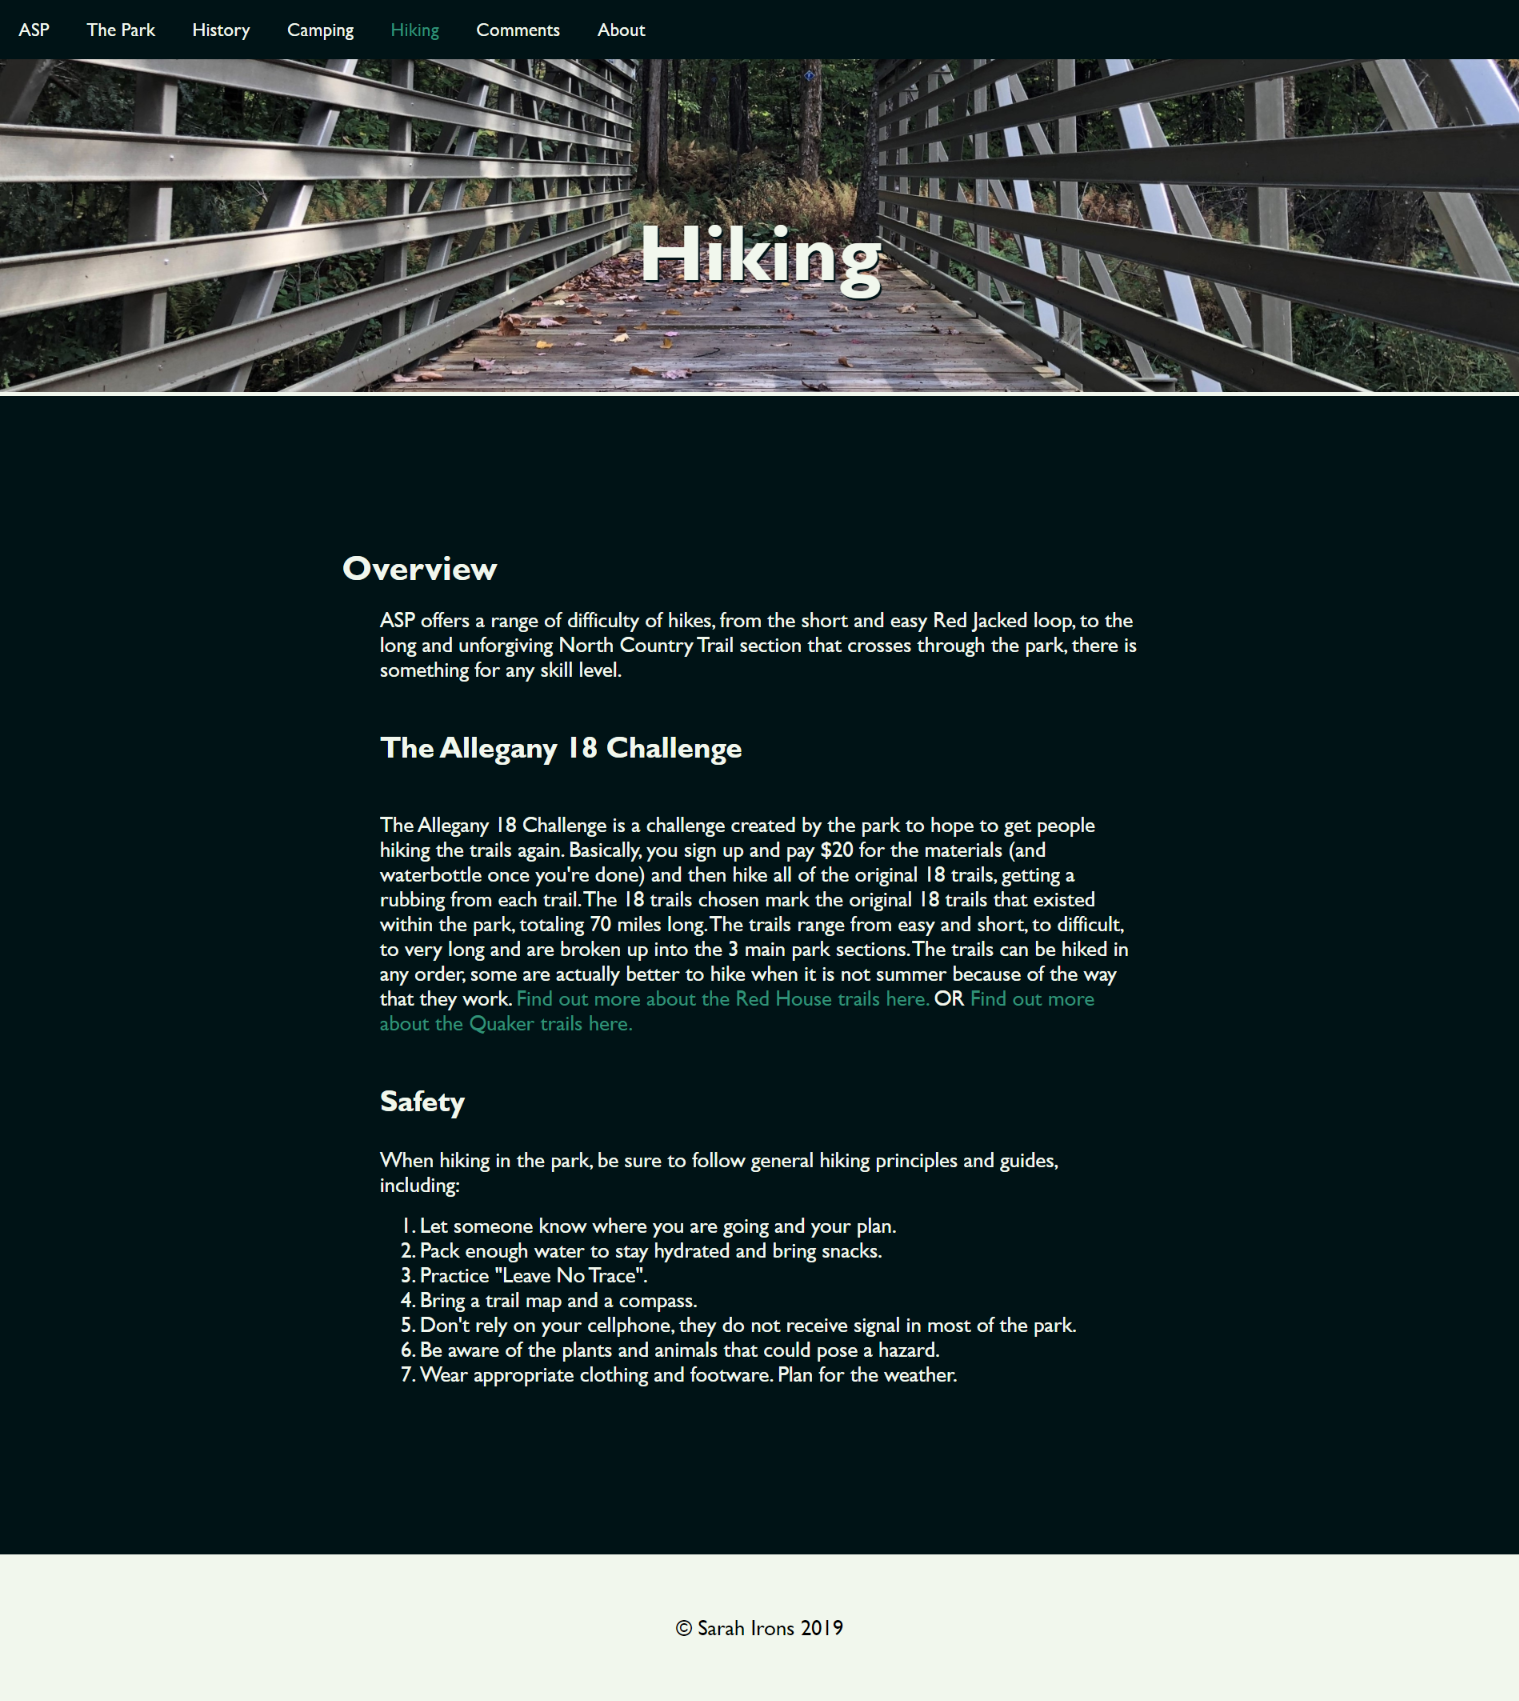 ASP The Park History Camping Hiking Comments About
Hiking
Overview
ASP offers a range of difficulty of hikes, from the short and easy Red Jacked loop, to the
long and unforgiving North Country Trail section that crosses through the park, there is
something for any skill level.
The Allegany 18 Challenge
The Allegany 18 Challenge is a challenge created by the park to hope to get people
hiking the trails again. Basically, you sign up and pay $20 for the materials (and
waterbottle once you're done) and then hike all of the original 18 trails, getting a
rubbing from each trail. The 18 trails chosen mark the original 18 trails that existed
within the park, totaling 70 miles long. The trails range from easy and short, to difficult,
to very long and are broken up into the 3 main park sections. The trails can be hiked in
any order, some are actually better to hike when it is not summer because of the way
that they work. Find out more about the Red House trails here. OR Find out more
about the Quaker trails here.
Safety
When hiking in the park, be sure to follow general hiking principles and guides,
including:
1. Let someone know where you are going and your plan.
2. Pack enough water to stay hydrated and bring snacks.
3. Practice "Leave No Trace".
4. Bring a trail map and a compass.
5. Don't rely on your cellphone, they do not receive signal in most of the park.
6. Be aware of the plants and animals that could pose a hazard.
7. Wear appropriate clothing and footware. Plan for the weather.
© Sarah Irons 2019